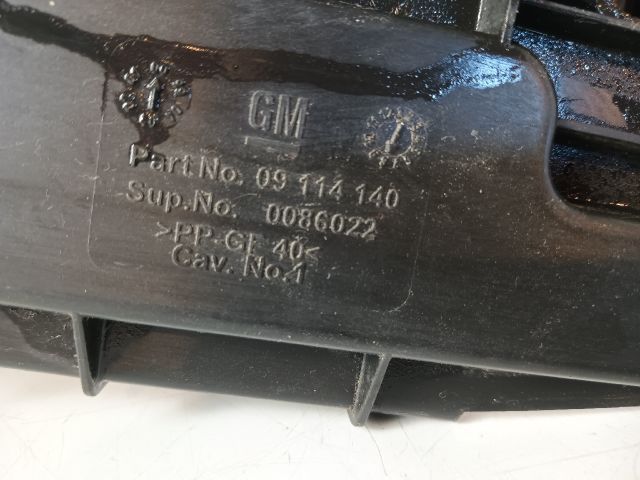 GM
Part No. 09 114 140
Sup.No. 0086022
>PP-GF 40<
Cav. No.1